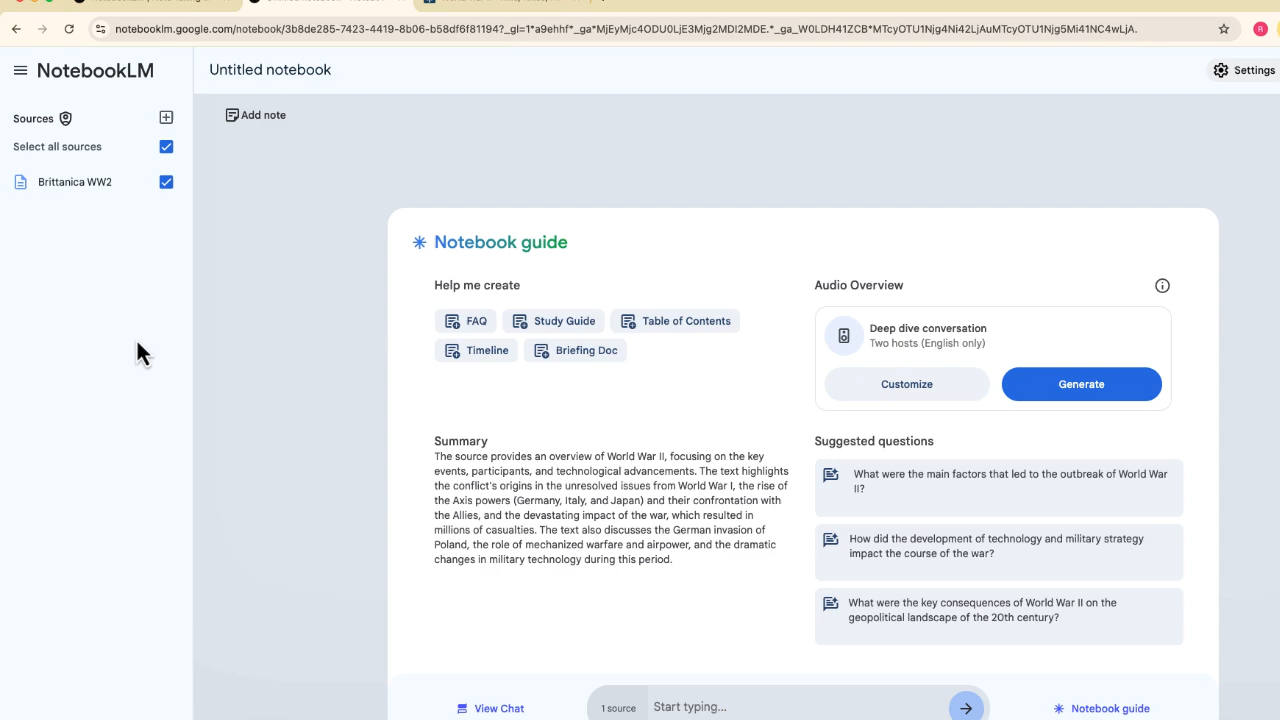 notebooklm.google.com/notebook/3b8de285-7423-4419-8b06-b58df6f81194?_gl=1*a9ehhf*_ga*MjEyMjc4ODU0LjE3Mjg2MDI2MDE.*_ga_W0LDH41ZCB*MTcyOTU1Njg4Ni42LjAuMTcyOTU1Njg5Mi41NC4wLjA.
NotebookLM
Untitled notebook
Settings
Sources
Select all sources
Brittanica WW2
Add note
Notebook guide
Help me create
FAQ
Study Guide
Table of Contents
Timeline
Briefing Doc
Audio Overview
Deep dive conversation
Two hosts (English only)
Customize
Generate
Summary
The source provides an overview of World War II, focusing on the key
events, participants, and technological advancements. The text highlights
the conflict's origins in the unresolved issues from World War I, the rise of
the Axis powers (Germany, Italy, and Japan) and their confrontation with
the Allies, and the devastating impact of the war, which resulted in
millions of casualties. The text also discusses the German invasion of
Poland, the role of mechanized warfare and airpower, and the dramatic
changes in military technology during this period.
Suggested questions
What were the main factors that led to the outbreak of World War
II?
How did the development of technology and military strategy
impact the course of the war?
What were the key consequences of World War II on the
geopolitical landscape of the 20th century?
View Chat
1 source
Start typing...
Notebook guide